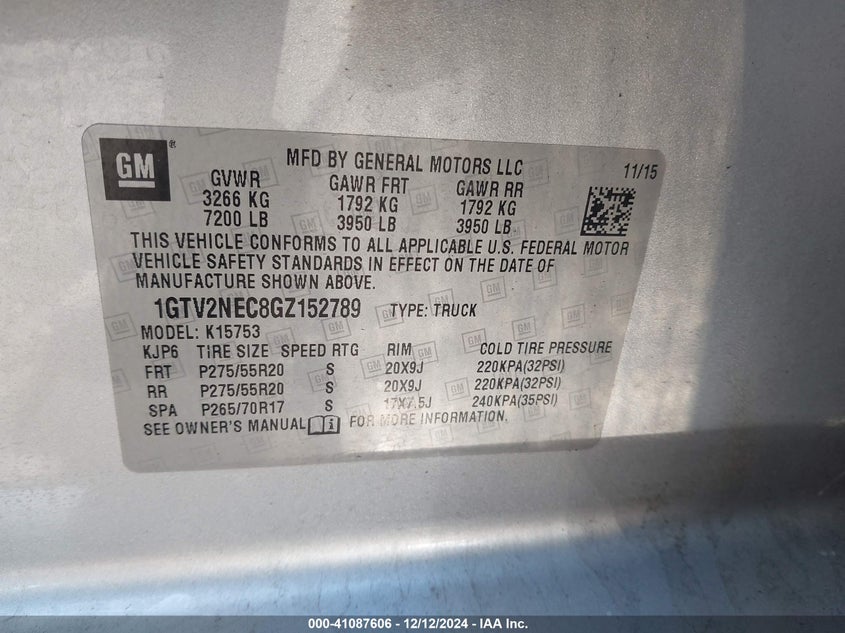 GM ®
MFD BY GENERAL MOTORS LLC 11/15
GVWR GAWR FRT GAWR RR
3266 KG 1792 KG 1792 KG
7200 LB 3950 LB 3950 LB
THIS VEHICLE CONFORMS TO ALL APPLICABLE U.S. FEDERAL MOTOR
VEHICLE SAFETY STANDARDS IN EFFECT ON THE DATE OF
MANUFACTURE SHOWN ABOVE.
1GTV2NEC8GZ152789 TYPE: TRUCK
MODEL: K15753
KJP6 TIRE SIZE SPEED RTG RIM COLD TIRE PRESSURE
FRT P275/55R20 S 20X9J 220KPA(32PSI)
RR P275/55R20 S 20X9J 220KPA(32PSI)
SPA P265/70R17 S 17X7.5J 240KPA(35PSI)
SEE OWNER'S MANUAL FOR MORE INFORMATION.
000-41087606 - 12/12/2024 - IAA Inc.